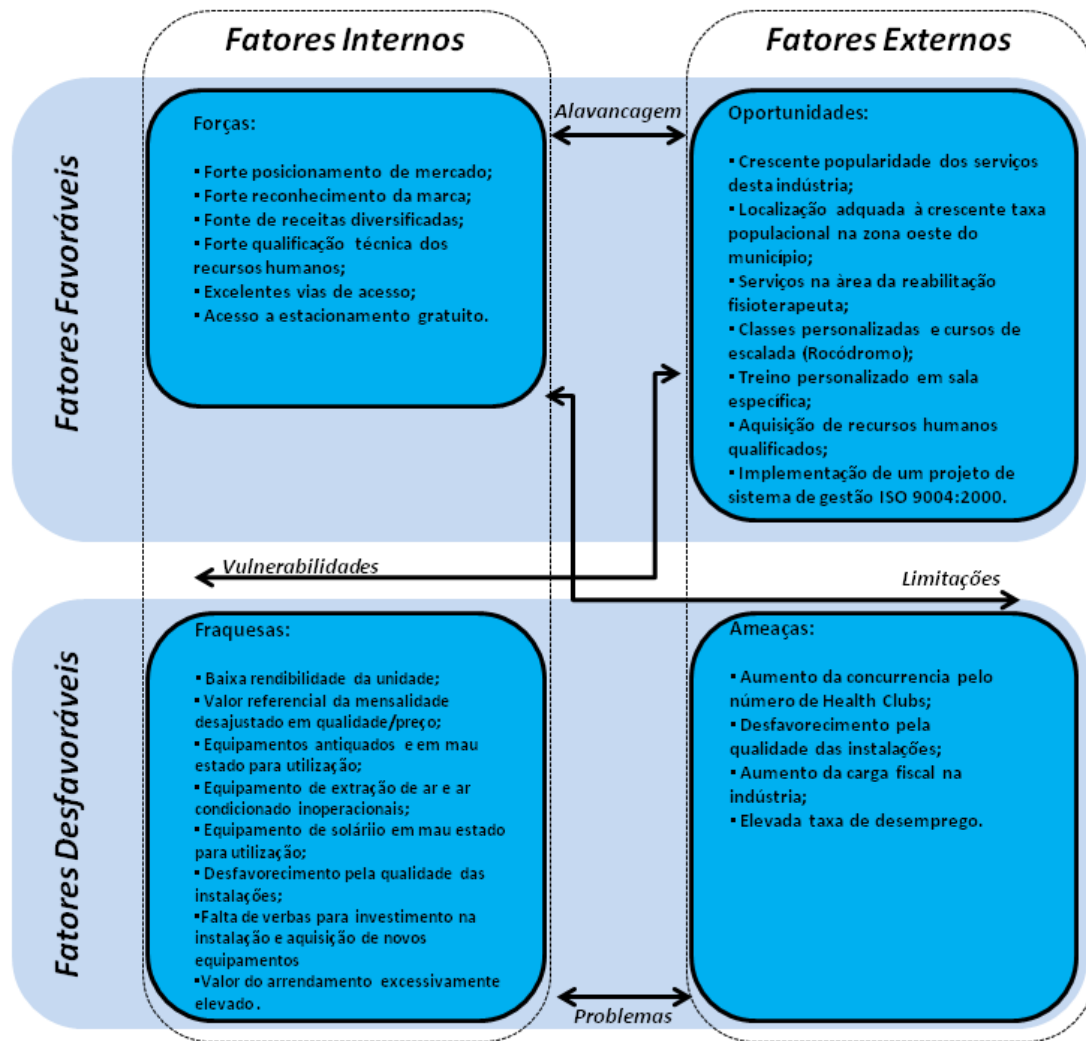 Fatores Internos
Fatores Externos
Fatores Favoráveis
Forças:
▪ Forte posicionamento de mercado;
▪ Forte reconhecimento da marca;
▪ Fonte de receitas diversificadas;
▪ Forte qualificação técnica dos
recursos humanos;
▪ Excelentes vias de acesso;
▪ Acesso a estacionamento gratuito.
Alavancagem
Oportunidades:
▪ Crescente popularidade dos serviços
desta indústria;
▪ Localização adquada à crescente taxa
populacional na zona oeste do
município;
▪ Serviços na àrea da reabilitação
fisioterapeuta;
▪ Classes personalizadas e cursos de
escalada (Rocódromo);
▪ Treino personalizado em sala
específica;
▪ Aquisição de recursos humanos
qualificados;
▪ Implementação de um projeto de
sistema de gestão ISO 9004:2000.
Vulnerabilidades
Limitações
Fatores Desfavoráveis
Fraquesas:
▪ Baixa rendibilidade da unidade;
▪ Valor referencial da mensalidade
desajustado em qualidade/preço;
▪ Equipamentos antiquados e em mau
estado para utilização;
▪ Equipamento de extração de ar e ar
condicionado inoperacionais;
▪ Equipamento de soláriio em mau estado
para utilização;
▪ Desfavorecimento pela qualidade das
instalações;
▪Falta de verbas para investimento na
instalação e aquisição de novos
equipamentos
▪Valor do arrendamento excessivamente
elevado.
Ameaças:
▪ Aumento da concurrencia pelo
número de Health Clubs;
▪ Desfavorecimento pela
qualidade das instalações;
▪ Aumento da carga fiscal na
indústria;
▪ Elevada taxa de desemprego.
Problemas